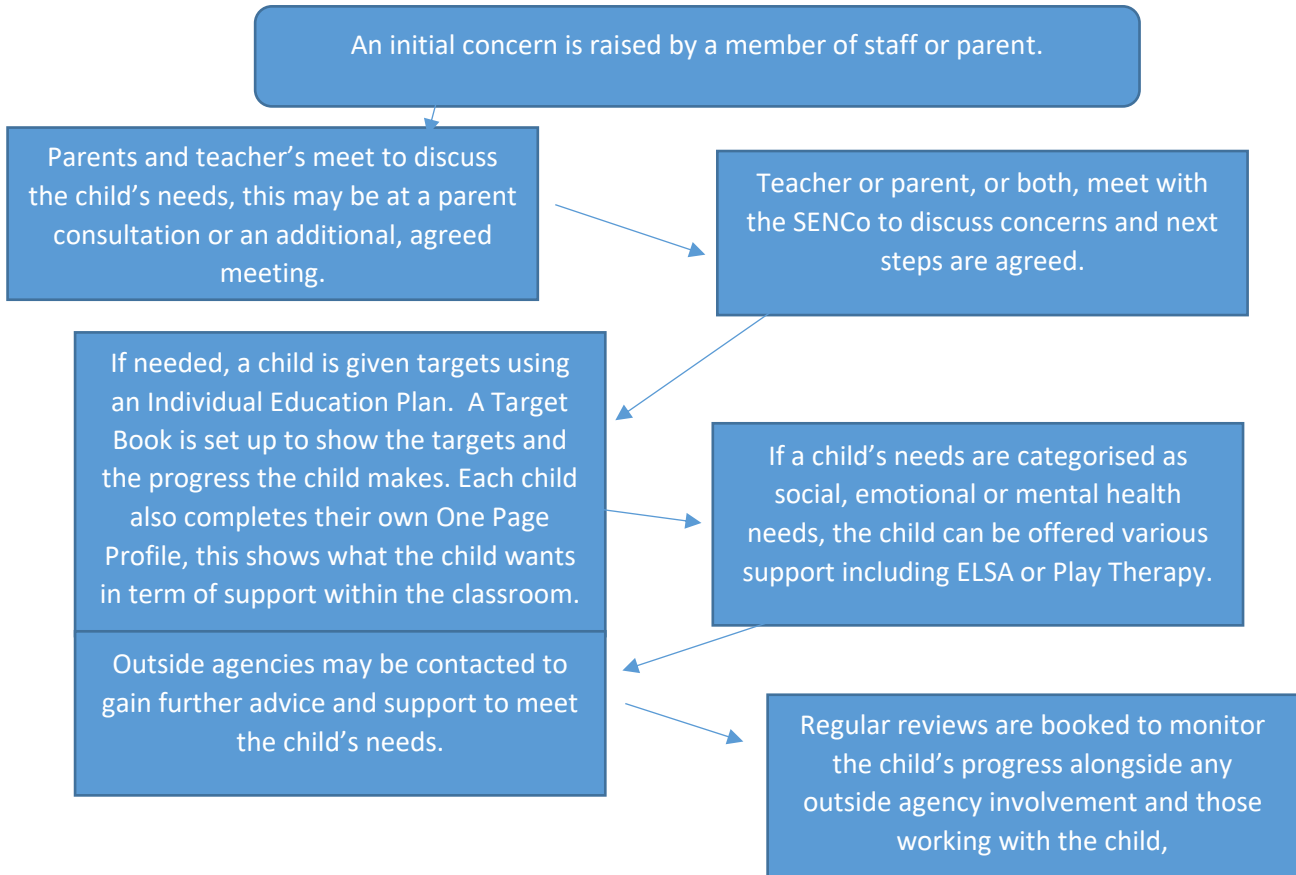 An initial concern is raised by a member of staff or parent.
Parents and teacher’s meet to discuss
the child’s needs, this may be at a parent
consultation or an additional, agreed
meeting.
Teacher or parent, or both, meet with
the SENCo to discuss concerns and next
steps are agreed.
If needed, a child is given targets using
an Individual Education Plan.  A Target
Book is set up to show the targets and
the progress the child makes. Each child
also completes their own One Page
Profile, this shows what the child wants
in term of support within the classroom.
If a child’s needs are categorised as
social, emotional or mental health
needs, the child can be offered various
support including ELSA or Play Therapy.
Outside agencies may be contacted to
gain further advice and support to meet
the child’s needs.
Regular reviews are booked to monitor
the child’s progress alongside any
outside agency involvement and those
working with the child,